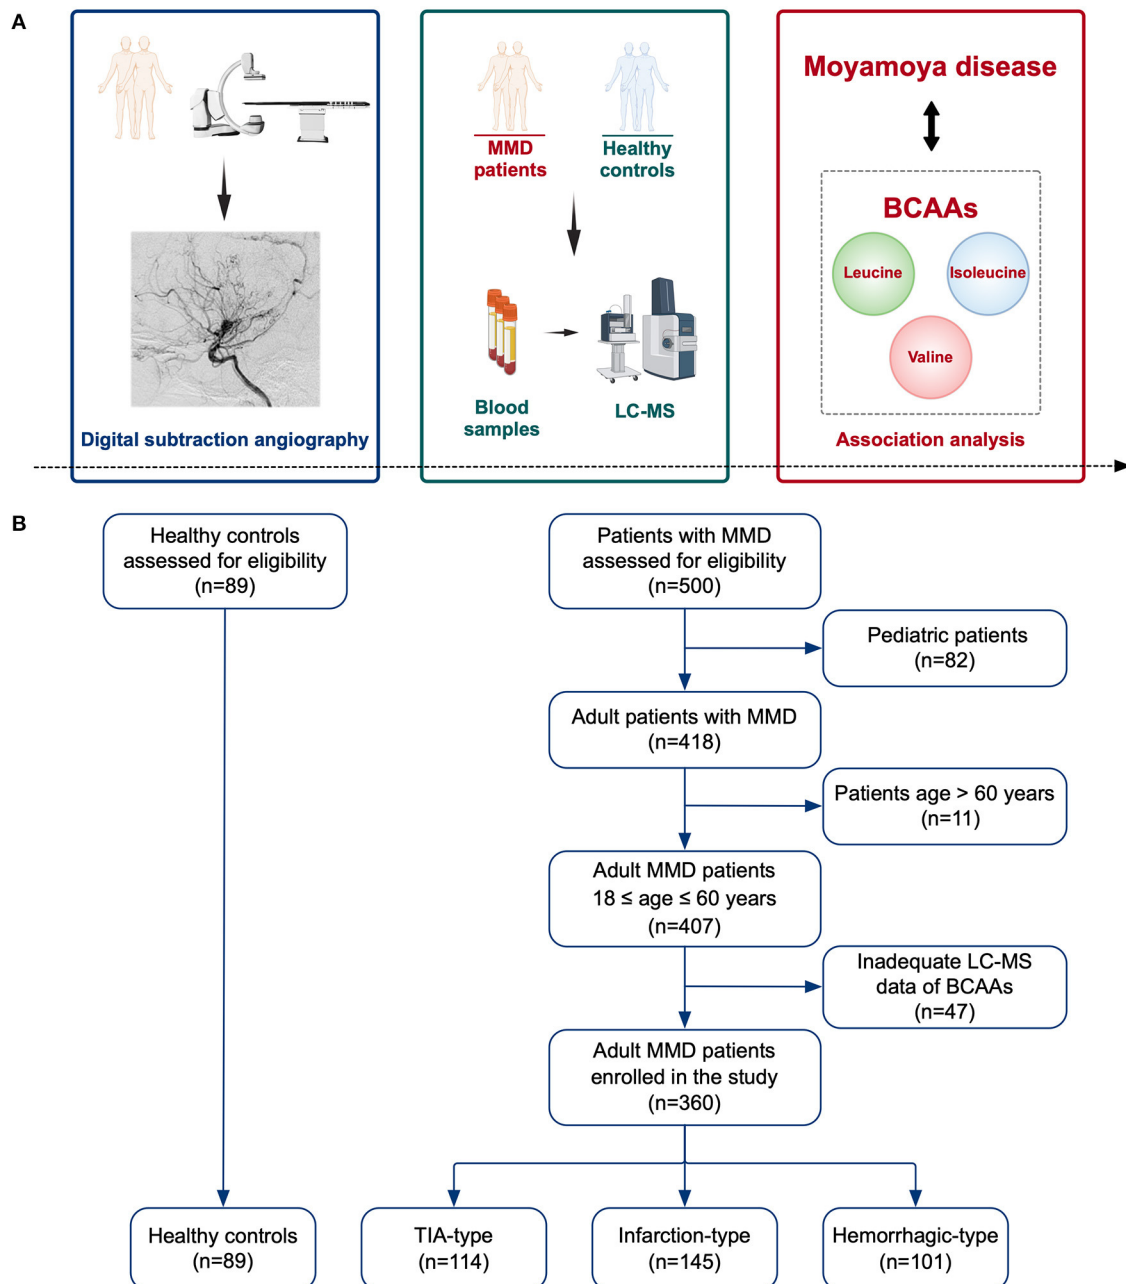 A
MMD
patients
Healthy
controls
Blood
samples
LC-MS
Digital subtraction angiography
Moyamoya disease
BCAAs
Leucine
Isoleucine
Valine
Association analysis
B
Healthy controls
assessed for eligibility
(n=89)
Patients with MMD
assessed for eligibility
(n=500)
Pediatric patients
(n=82)
Adult patients with MMD
(n=418)
Patients age > 60 years
(n=11)
Adult MMD patients
18 ≤ age ≤ 60 years
(n=407)
Inadequate LC-MS
data of BCAAs
(n=47)
Adult MMD patients
enrolled in the study
(n=360)
Healthy controls
(n=89)
TIA-type
(n=114)
Infarction-type
(n=145)
Hemorrhagic-type
(n=101)